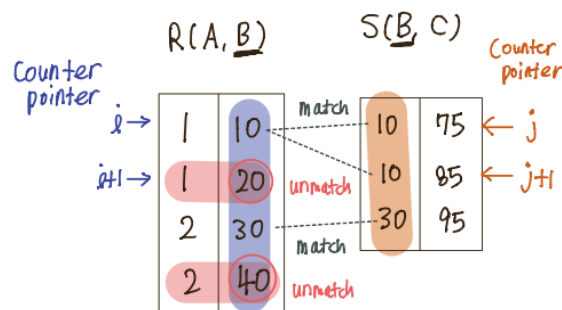 R(A, B)
S(B, C)
Counter
pointer
Counter
pointer
i → 1 10 match 10 75 ← j
i+1 → 1 20 unmatch 10 85 ← j+1
2 30 match 30 95
2 40 unmatch